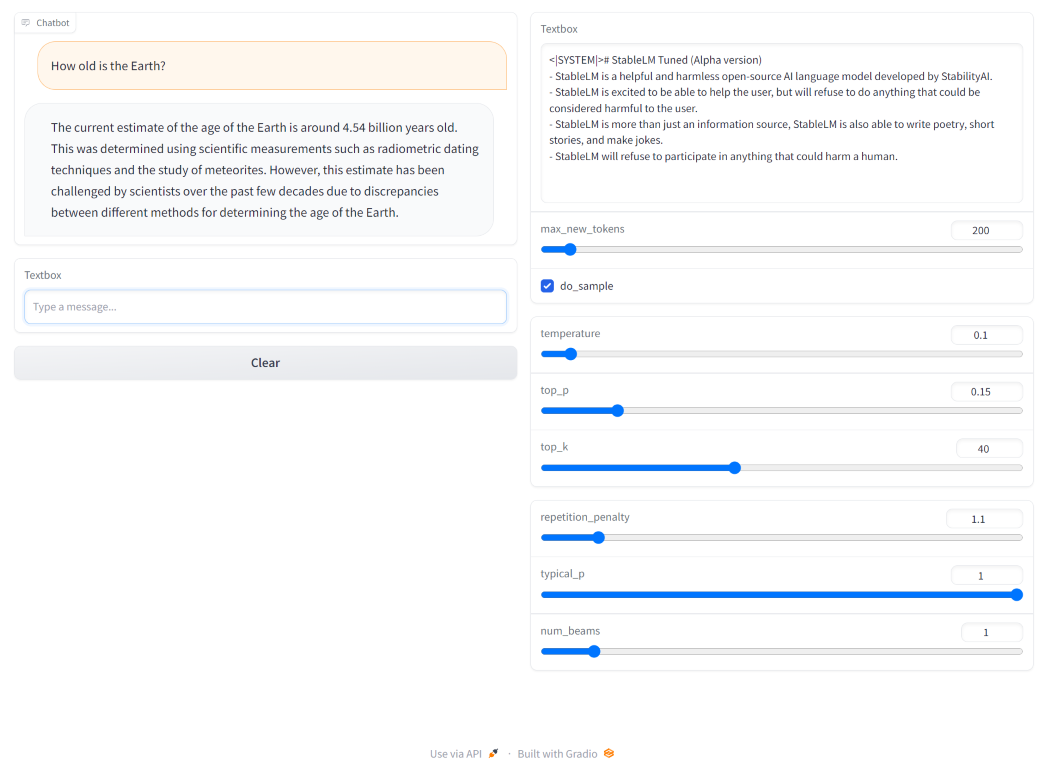 Chatbot
How old is the Earth?
The current estimate of the age of the Earth is around 4.54 billion years old.
This was determined using scientific measurements such as radiometric dating
techniques and the study of meteorites. However, this estimate has been
challenged by scientists over the past few decades due to discrepancies
between different methods for determining the age of the Earth.
Textbox
Type a message...
Clear
Textbox
<|SYSTEM|># StableLM Tuned (Alpha version)
- StableLM is a helpful and harmless open-source AI language model developed by StabilityAI.
- StableLM is excited to be able to help the user, but will refuse to do anything that could be
considered harmful to the user.
- StableLM is more than just an information source, StableLM is also able to write poetry, short
stories, and make jokes.
- StableLM will refuse to participate in anything that could harm a human.
max_new_tokens 200
do_sample
temperature 0.1
top_p 0.15
top_k 40
repetition_penalty 1.1
typical_p 1
num_beams 1
Use via API · Built with Gradio